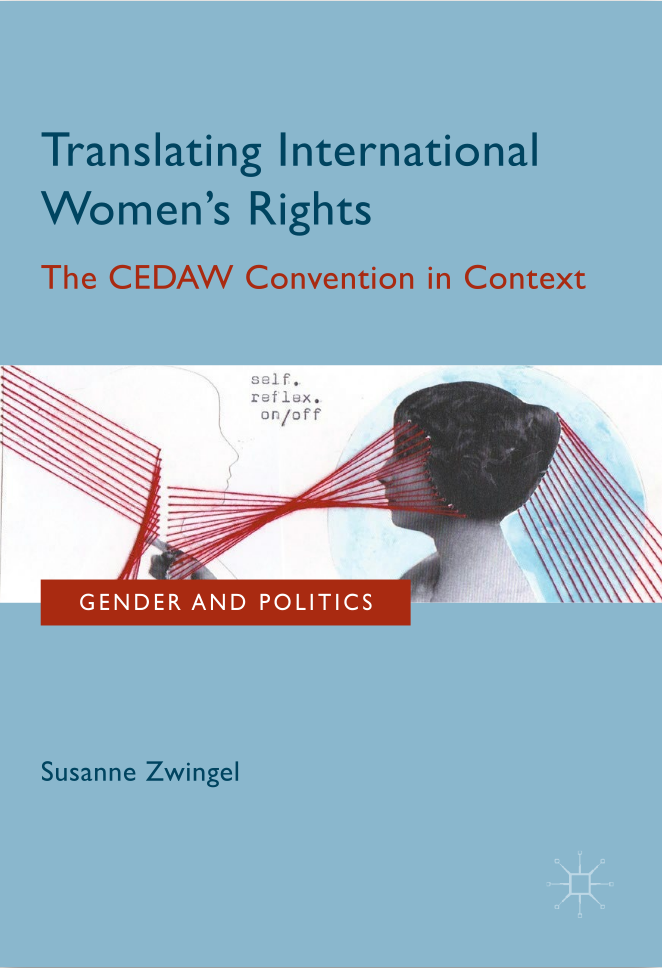 Translating International
Women's Rights
The CEDAW Convention in Context
self.
reflex.
on/off
GENDER AND POLITICS
Susanne Zwingel